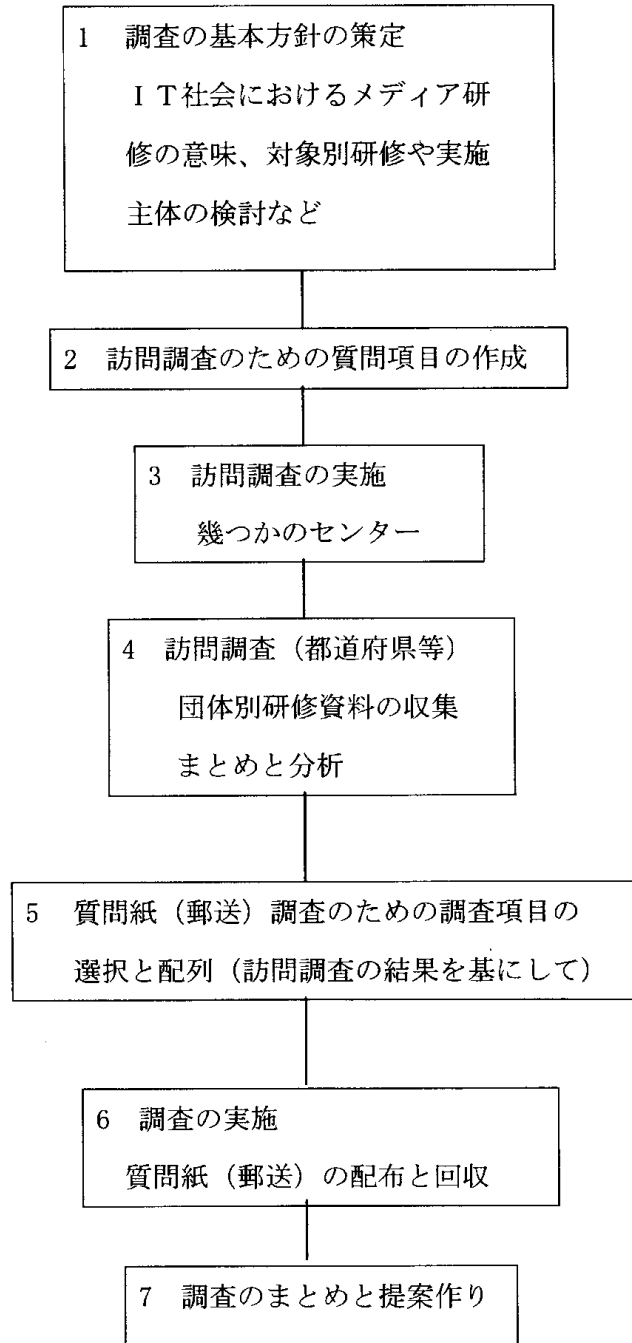 1　調査の基本方針の策定
ＩＴ社会におけるメディア研
修の意味、対象別研修や実施
主体の検討など
2　訪問調査のための質問項目の作成
3　訪問調査の実施
幾つかのセンター
4　訪問調査（都道府県等）
団体別研修資料の収集
まとめと分析
5　質問紙（郵送）調査のための調査項目の
選択と配列（訪問調査の結果を基にして）
6　調査の実施
質問紙（郵送）の配布と回収
7　調査のまとめと提案作り